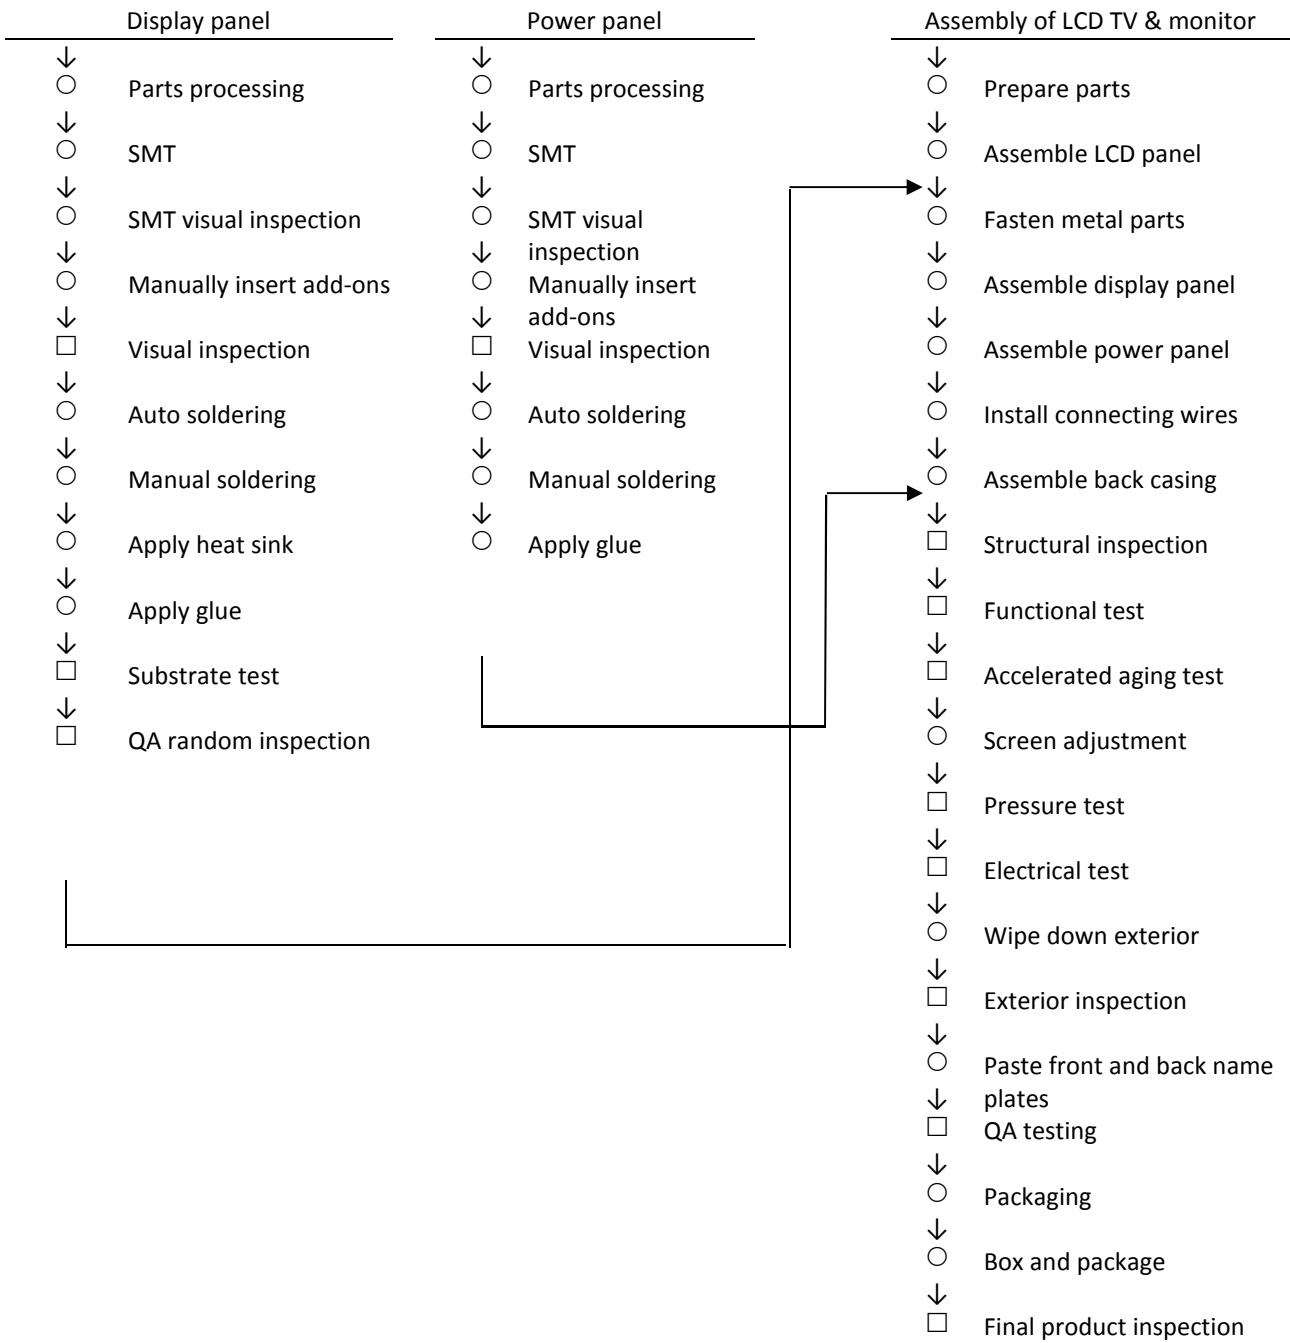 Display panel
Parts processing
SMT
SMT visual inspection
Manually insert add-ons
Visual inspection
Auto soldering
Manual soldering
Apply heat sink
Apply glue
Substrate test
QA random inspection
Power panel
Parts processing
SMT
SMT visual
inspection
Manually insert
add-ons
Visual inspection
Auto soldering
Manual soldering
Apply glue
Assembly of LCD TV & monitor
Prepare parts
Assemble LCD panel
Fasten metal parts
Assemble display panel
Assemble power panel
Install connecting wires
Assemble back casing
Structural inspection
Functional test
Accelerated aging test
Screen adjustment
Pressure test
Electrical test
Wipe down exterior
Exterior inspection
Paste front and back name
plates
QA testing
Packaging
Box and package
Final product inspection